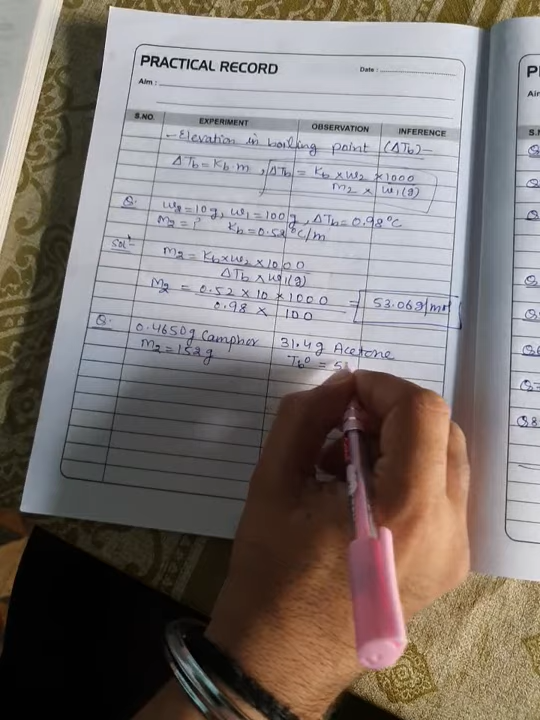 PRACTICAL RECORD
Date :
Aim :
S.NO. EXPERIMENT OBSERVATION INFERENCE
-Elevation in boiling point (ΔTb)-
ΔTb = Kb.m , ΔTb = Kb × w2 × 1000
M2 × w1(g)
Q: w2 = 10g, w1 = 100 g, ΔTb = 0.98°C
M2 = ? Kb = 0.52 °C/m
Sol:- M2 = Kb × w2 × 1000
ΔTb × w1(g)
M2 = 0.52 × 10 × 1000 = 53.06g/mol
0.98 × 100
Q: 0.4650g Camphor 31.4 g Acetone
M2 = 152g Tb° = 5
P
Aim
S.N